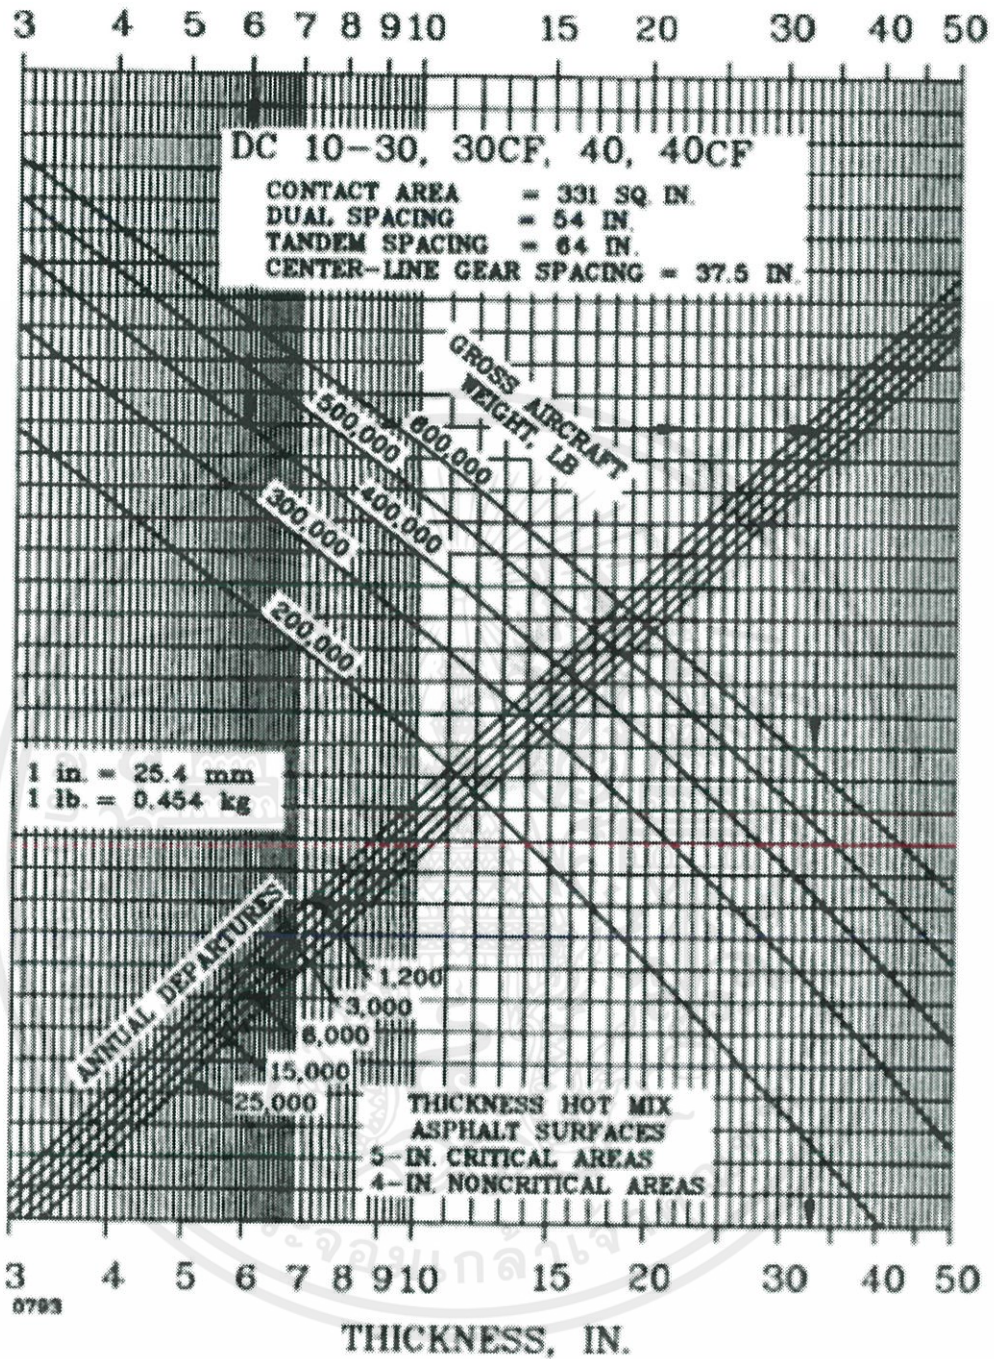 3 4 5 6 7 8 9 10 15 20 30 40 50
DC 10-30, 30CF, 40, 40CF
CONTACT AREA = 331 SQ. IN.
DUAL SPACING = 54 IN.
TANDEM SPACING = 64 IN.
CENTER-LINE GEAR SPACING = 37.5 IN.
GROSS AIRCRAFT
WEIGHT, LB
600,000
500,000
400,000
300,000
200,000
1 in. = 25.4 mm
1 lb. = 0.454 kg
ANNUAL DEPARTURES
1,200
3,000
6,000
15,000
25,000
THICKNESS HOT MIX
ASPHALT SURFACES
5-IN. CRITICAL AREAS
4-IN. NONCRITICAL AREAS
3 4 5 6 7 8 9 10 15 20 30 40 50
0793
THICKNESS, IN.